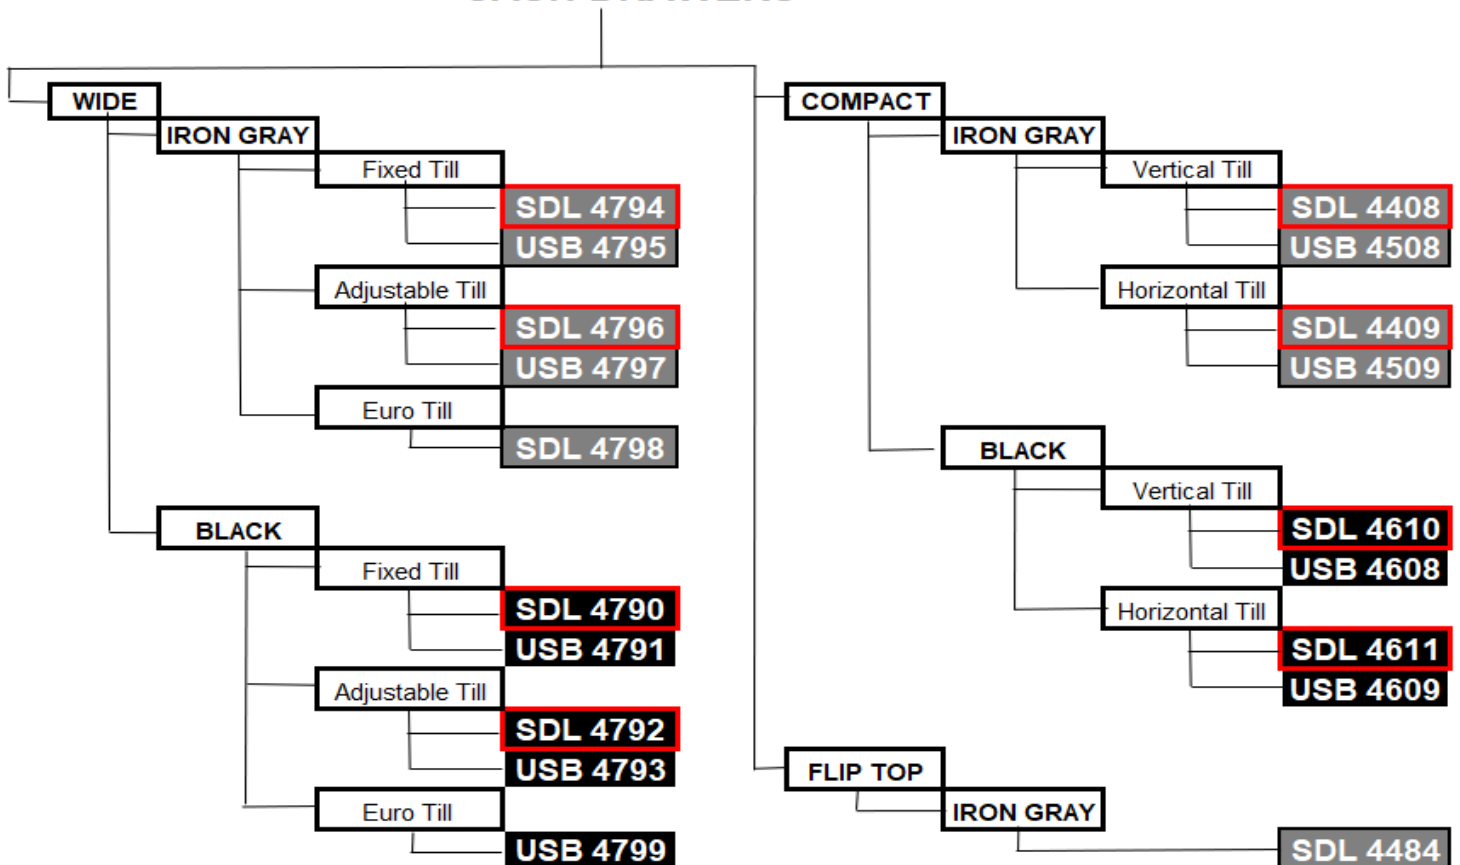 WIDE
IRON GRAY
Fixed Till
SDL 4794
USB 4795
Adjustable Till
SDL 4796
USB 4797
Euro Till
SDL 4798
BLACK
Fixed Till
SDL 4790
USB 4791
Adjustable Till
SDL 4792
USB 4793
Euro Till
USB 4799
COMPACT
IRON GRAY
Vertical Till
SDL 4408
USB 4508
Horizontal Till
SDL 4409
USB 4509
BLACK
Vertical Till
SDL 4610
USB 4608
Horizontal Till
SDL 4611
USB 4609
FLIP TOP
IRON GRAY
SDL 4484